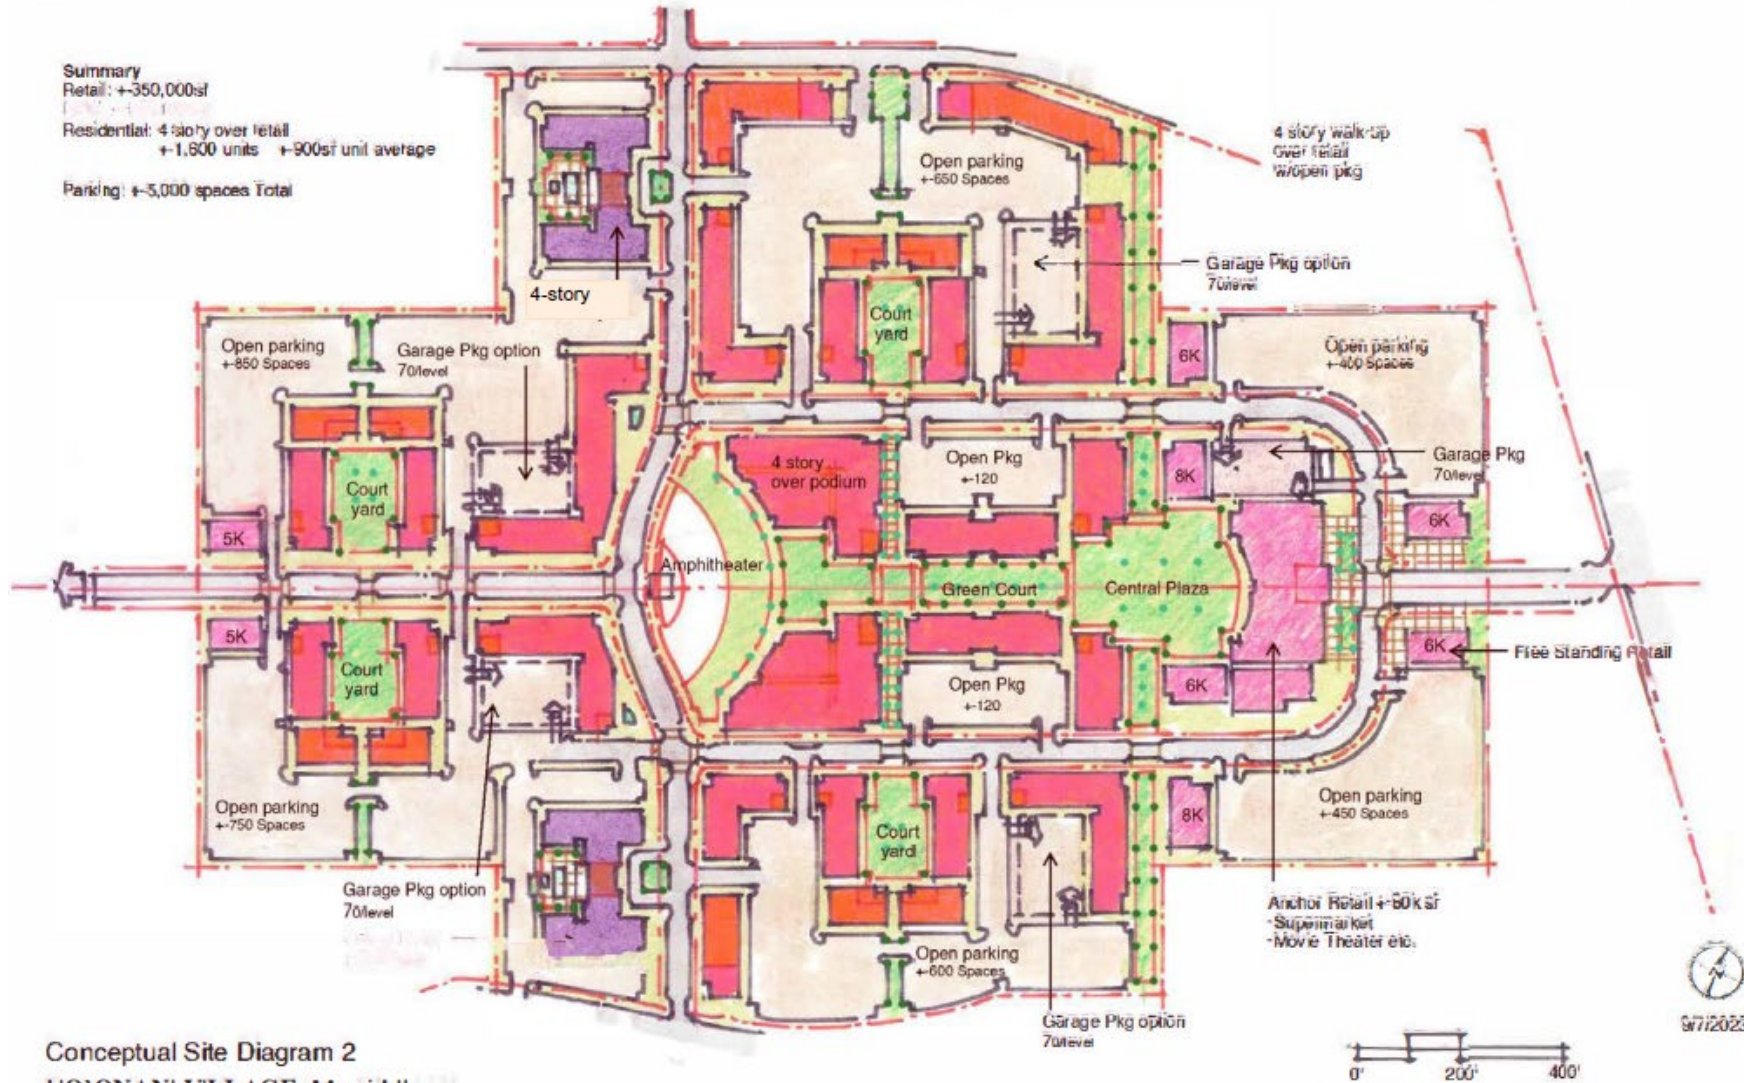 Summary
Retail: +-350,000sf
Residential: 4 story over retail
+-1,600 units +-900sf unit average
Parking: +-5,000 spaces Total
4 story walk-up
over retail
w/open pkg
Open parking
+-650 Spaces
Garage Pkg option
70/level
4-story
Court
yard
Open parking
+-850 Spaces
Garage Pkg option
70/level
6K
Open parking
+-400 Spaces
4 story
over podium
Open Pkg
+-120
8K
Garage Pkg
70/level
Court
yard
5K
6K
Amphitheater
Green Court
Central Plaza
5K
6K
Free Standing Retail
Court
yard
Open Pkg
+-120
6K
Open parking
+-750 Spaces
Court
yard
8K
Open parking
+-450 Spaces
Garage Pkg option
70/level
Anchor Retail
-Supermarket
-Movie Theater etc.
Open parking
+-600 Spaces
Garage Pkg option
70/level
Conceptual Site Diagram 2
VILLAGE
0' 200' 400'